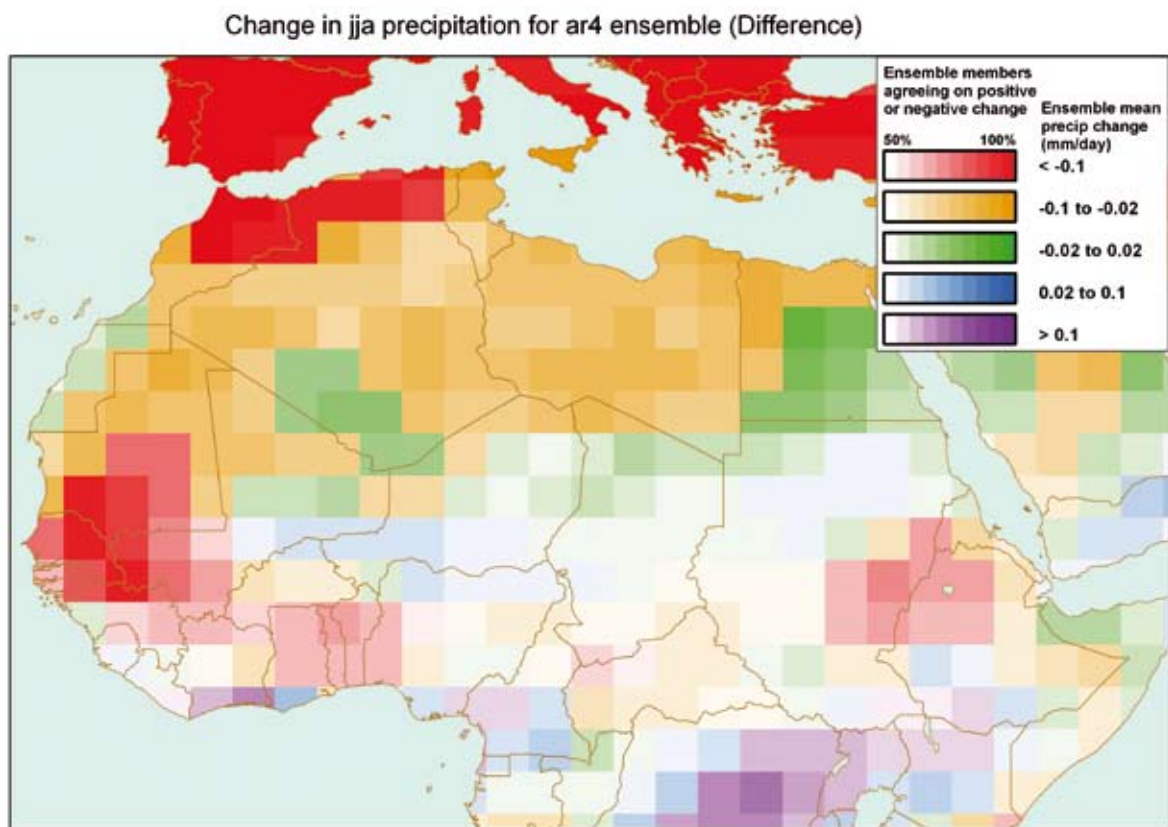 Change in jja precipitation for ar4 ensemble (Difference)
Ensemble members
agreeing on positive
or negative change
Ensemble mean
precip change
(mm/day)
50% 100%
< -0.1
-0.1 to -0.02
-0.02 to 0.02
0.02 to 0.1
> 0.1